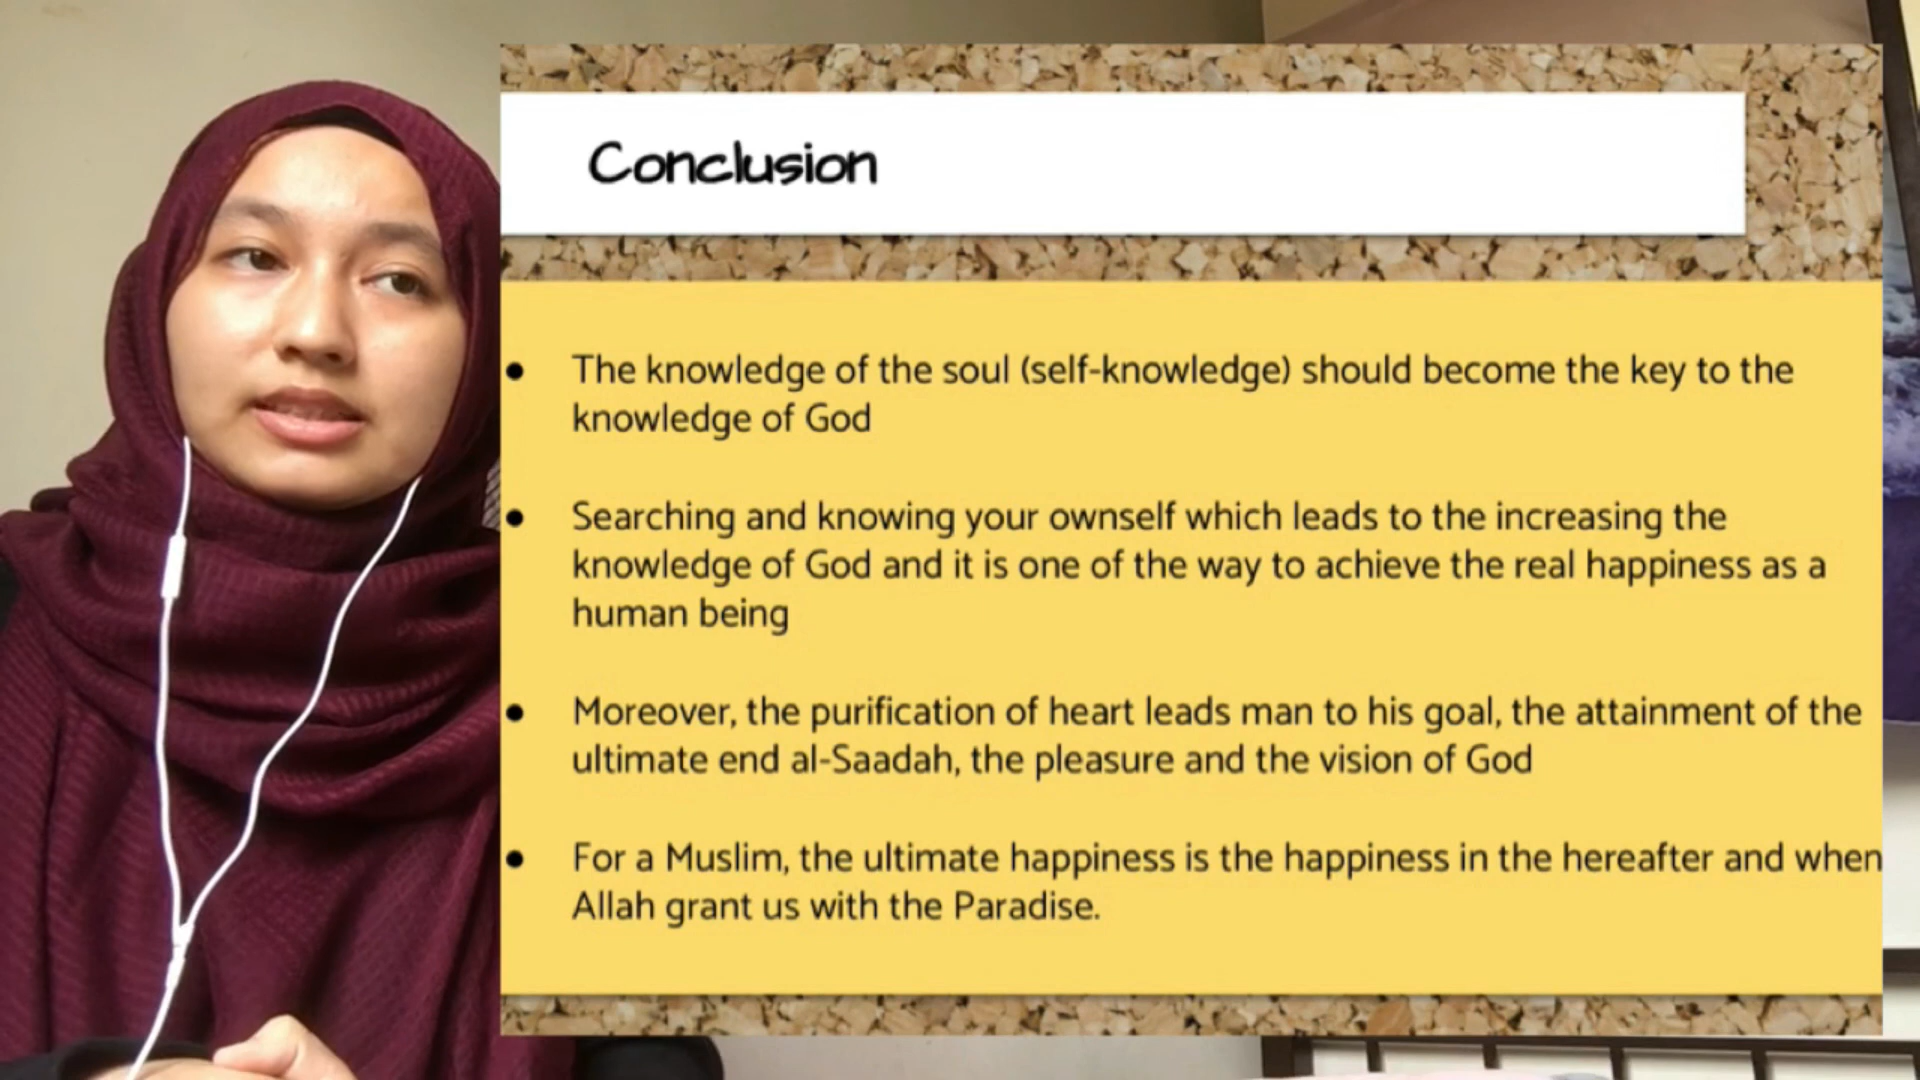 Conclusion
● The knowledge of the soul (self-knowledge) should become the key to the
knowledge of God
● Searching and knowing your ownself which leads to the increasing the
knowledge of God and it is one of the way to achieve the real happiness as a
human being
● Moreover, the purification of heart leads man to his goal, the attainment of the
ultimate end al-Saadah, the pleasure and the vision of God
● For a Muslim, the ultimate happiness is the happiness in the hereafter and when
Allah grant us with the Paradise.